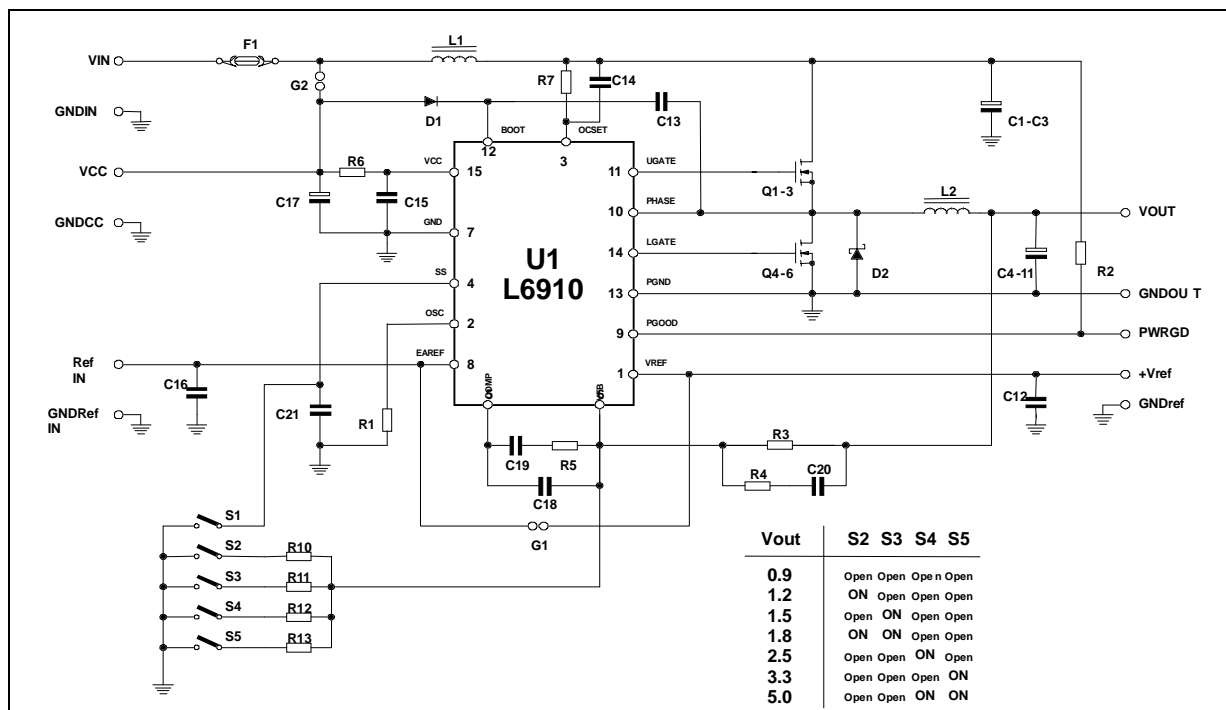 F1
L1
VIN
G2
R7
C14
GNDIN
D1
C13
C1-C3
BOOT
OCSET
12
3
VCC
R6
VCC
15
UGATE
11
Q1-3
L2
C17
C15
PHASE
10
VOUT
GNDCC
GND
7
U1
L6910
LGATE
14
Q4-6
D2
C4-11
R2
SS
4
PGND
13
GNDOU T
OSC
2
PGOOD
9
PWRGD
Ref
IN
EAREF
8
VREF
1
+Vref
C16
C12
GNDRef
IN
GNDref
C21
R1
C19
R5
R3
C18
R4
C20
G1
S1
S2
R10
S3
R11
S4
R12
S5
R13
Vout S2 S3 S4 S5
0.9 Open Open Open Open
1.2 ON Open Open Open
1.5 Open ON Open Open
1.8 ON ON Open Open
2.5 Open Open ON Open
3.3 Open Open Open ON
5.0 Open Open ON ON